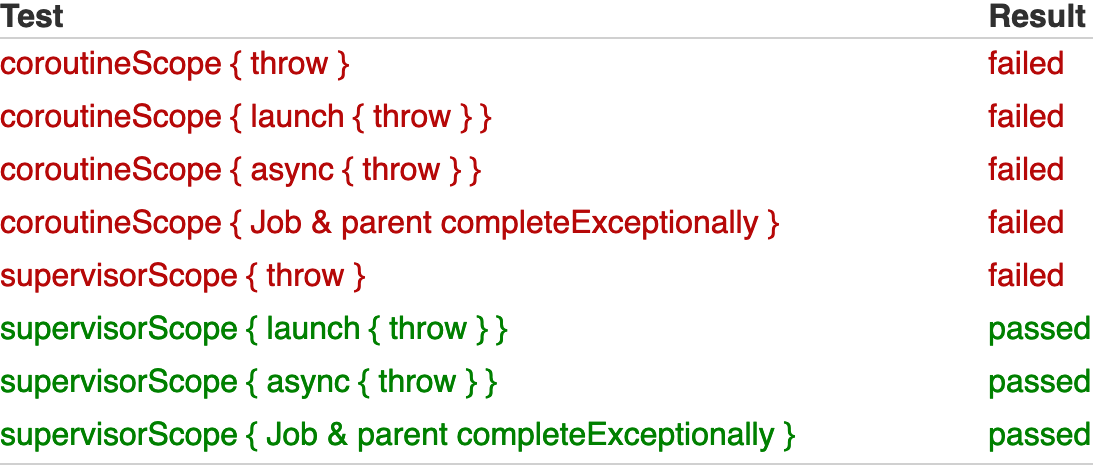 Test Result
coroutineScope { throw } failed
coroutineScope { launch { throw } } failed
coroutineScope { async { throw } } failed
coroutineScope { Job & parent completeExceptionally } failed
supervisorScope { throw } failed
supervisorScope { launch { throw } } passed
supervisorScope { async { throw } } passed
supervisorScope { Job & parent completeExceptionally } passed